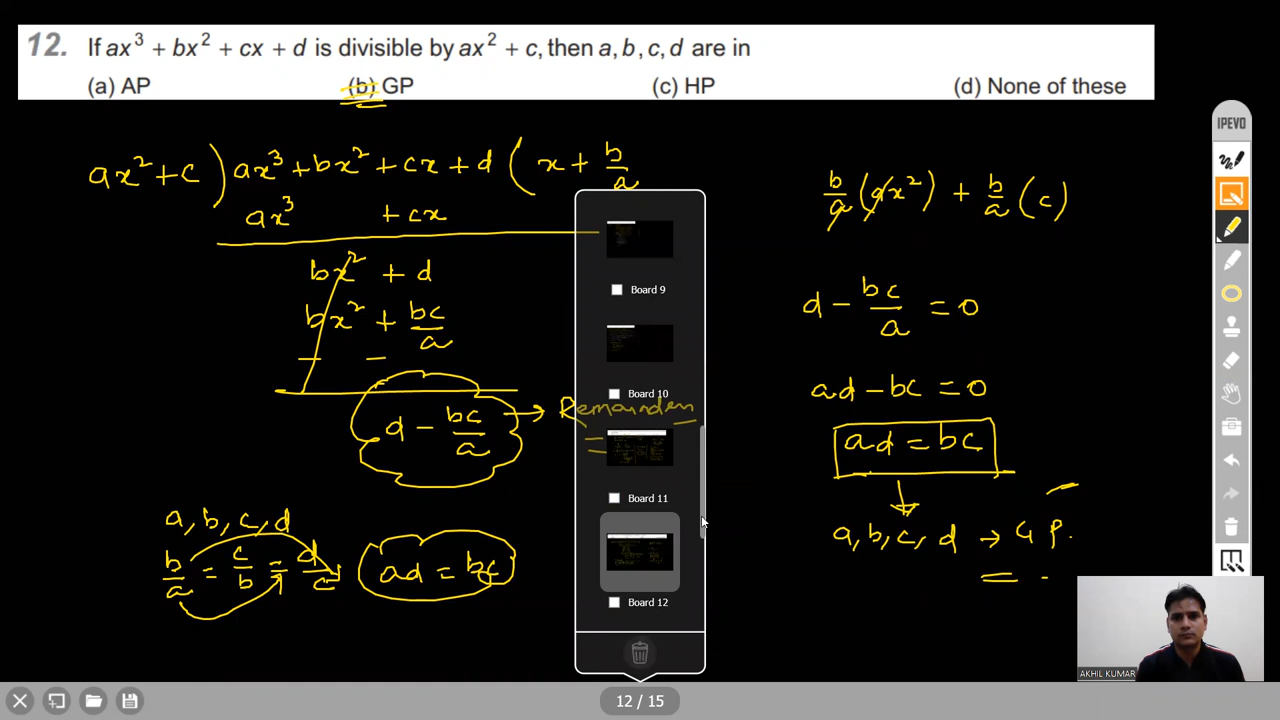 12. If ax³ + bx² + cx + d is divisible by ax² + c, then a, b, c, d are in
(a) AP (b) GP (c) HP (d) None of these
IPEVO
ax² + c ) ax³ + bx² + cx + d ( x + b/a
ax³ + cx
bx² + d
bx² + bc/a
− −
d − bc/a → Remainder
a, b, c, d
b/a = c/b = d/c
ad = bc
b/a (ax²) + b/a (c)
d − bc/a = 0
ad − bc = 0
ad = bc
a, b, c, d → G.P.
Board 9
Board 10
Board 11
Board 12
AKHIL KUMAR
12 / 15